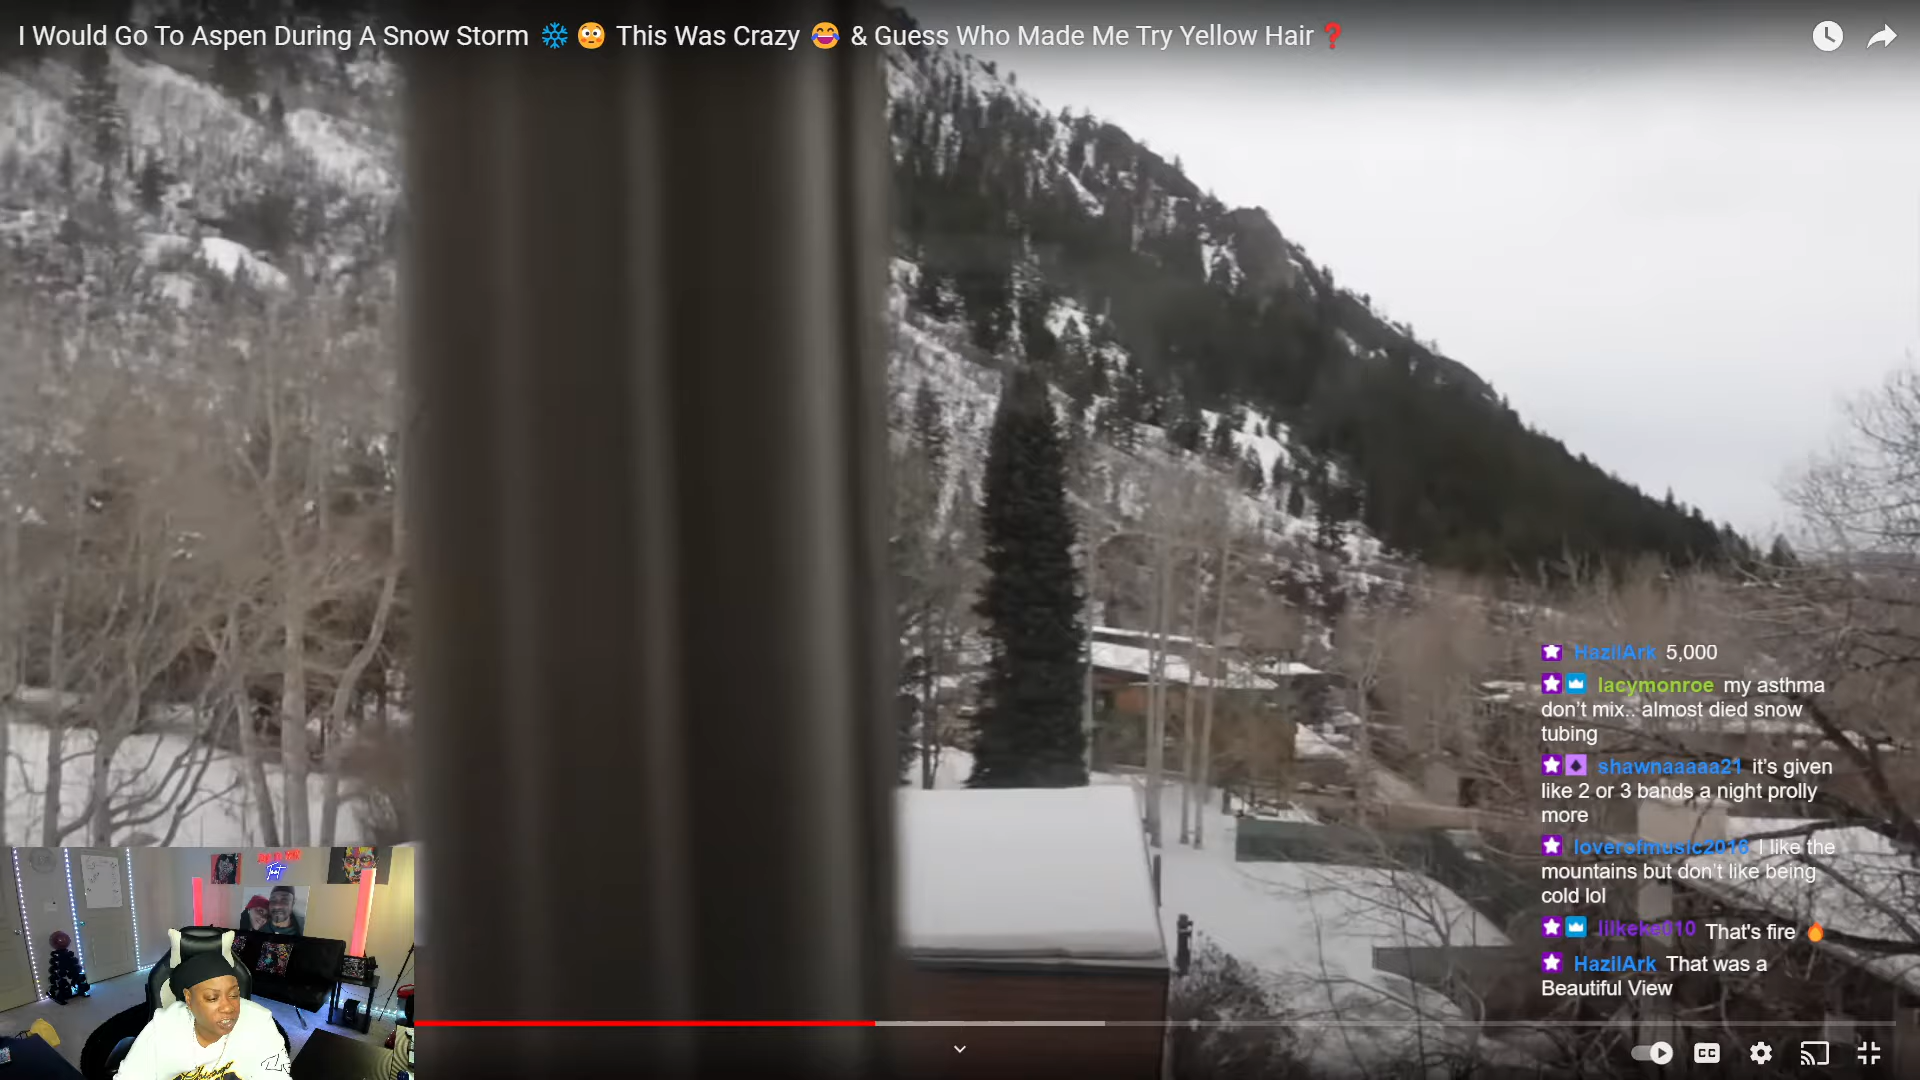 I Would Go To Aspen During A Snow Storm ❄️ 😳 This Was Crazy 😂 & Guess Who Made Me Try Yellow Hair ❓
HazilArk 5,000
lacymonroe my asthma
don't mix.. almost died snow
tubing
shawnaaaaa21 it's given
like 2 or 3 bands a night prolly
more
loverofmusic2016 I like the
mountains but don't like being
cold lol
lilkeke010 That's fire 🔥
HazilArk That was a
Beautiful View
CC